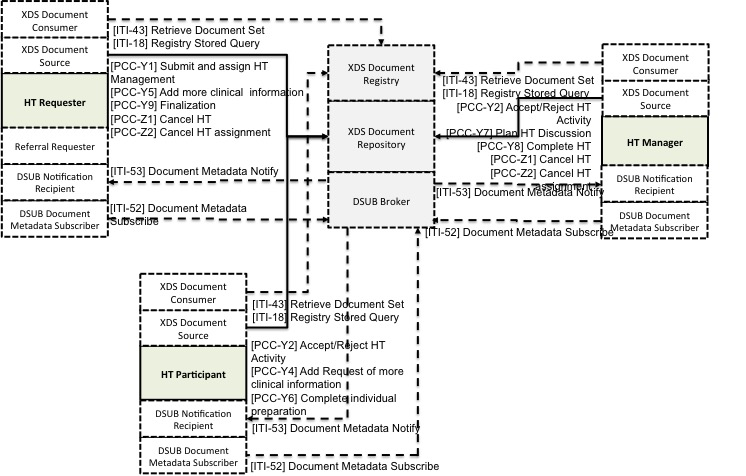 XDS Document
Consumer
XDS Document
Source
HT Requester
Referral Requester
DSUB Notification
Recipient
DSUB Document
Metadata Subscriber
[ITI-43] Retrieve Document Set
[ITI-18] Registry Stored Query
[PCC-Y1] Submit and assign HT
Management
[PCC-Y5] Add more clinical information
[PCC-Y9] Finalization
[PCC-Z1] Cancel HT
[PCC-Z2] Cancel HT assignment
[ITI-53] Document Metadata Notify
[ITI-52] Document Metadata
Subscribe
XDS Document
Registry
XDS Document
Repository
DSUB Broker
[ITI-43] Retrieve Document Set
[ITI-18] Registry Stored Query
[PCC-Y2] Accept/Reject HT
Activity
[PCC-Y7] Plan HT Discussion
[PCC-Y8] Complete HT
[PCC-Z1] Cancel HT
[PCC-Z2] Cancel HT
assignment
[ITI-53] Document Metadata Notify
[ITI-52] Document Metadata Subscribe
XDS Document
Consumer
XDS Document
Source
HT Manager
DSUB Notification
Recipient
DSUB Document
Metadata Subscriber
XDS Document
Consumer
XDS Document
Source
HT Participant
DSUB Notification
Recipient
DSUB Document
Metadata Subscriber
[ITI-43] Retrieve Document Set
[ITI-18] Registry Stored Query
[PCC-Y2] Accept/Reject HT
Activity
[PCC-Y4] Add Request of more
clinical information
[PCC-Y6] Complete individual
preparation
[ITI-53] Document Metadata Notify
[ITI-52] Document Metadata Subscribe